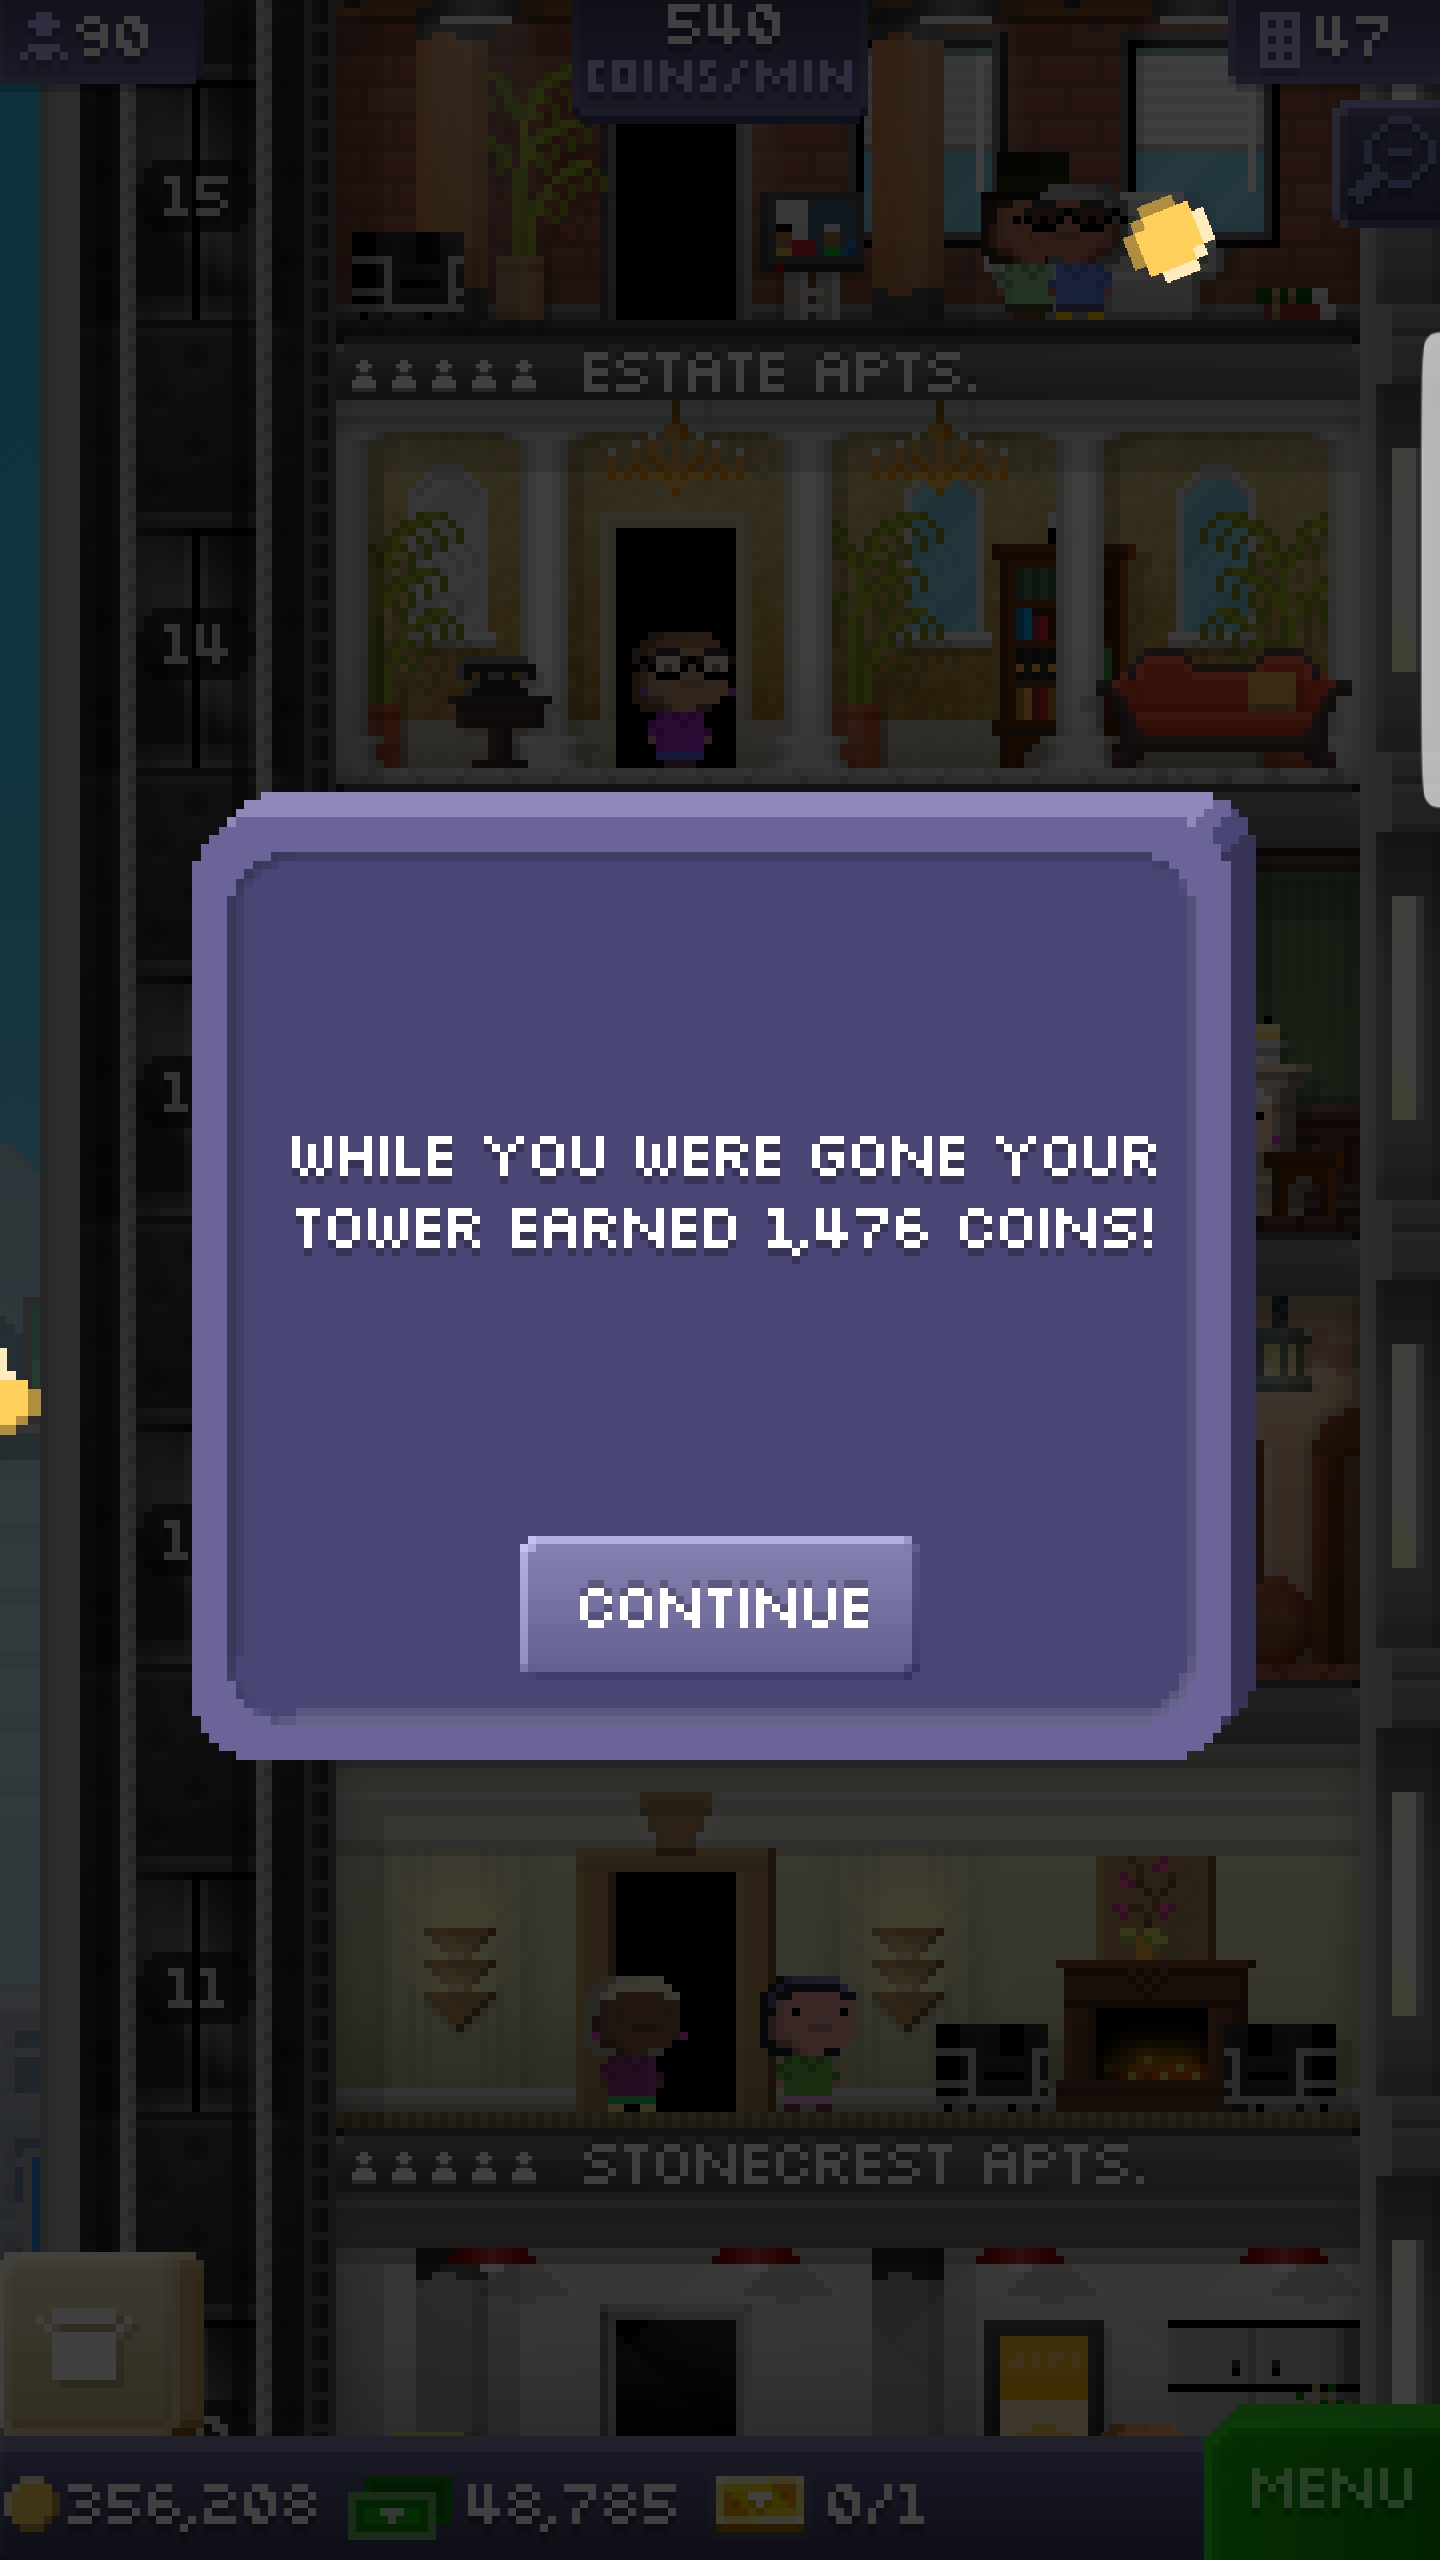 90
540
COINS/MIN
47
15
ESTATE APTS.
14
WHILE YOU WERE GONE YOUR
TOWER EARNED 1,476 COINS!
CONTINUE
11
STONECREST APTS.
356,208
48,785
0/1
MENU